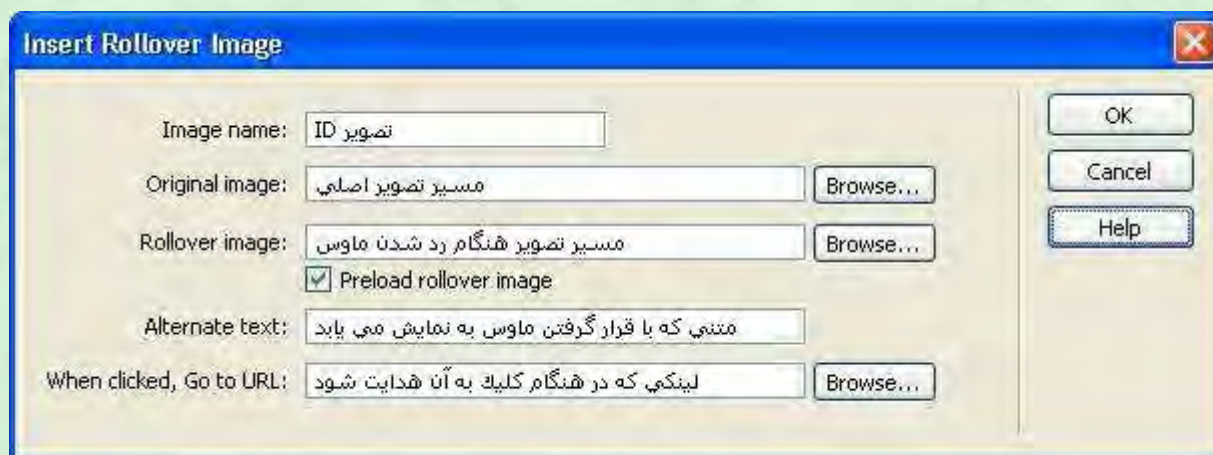 Insert Rollover Image
Image name: تصوير ID
OK
Original image: مسير تصوير اصلي Browse...
Cancel
Rollover image: مسير تصوير هنگام رد شدن ماوس Browse...
Help
Preload rollover image
Alternate text: متني كه با قرار گرفتن ماوس به نمايش مي يابد
When clicked, Go to URL: لينكي كه در هنگام كليك به آن هدايت شود Browse...